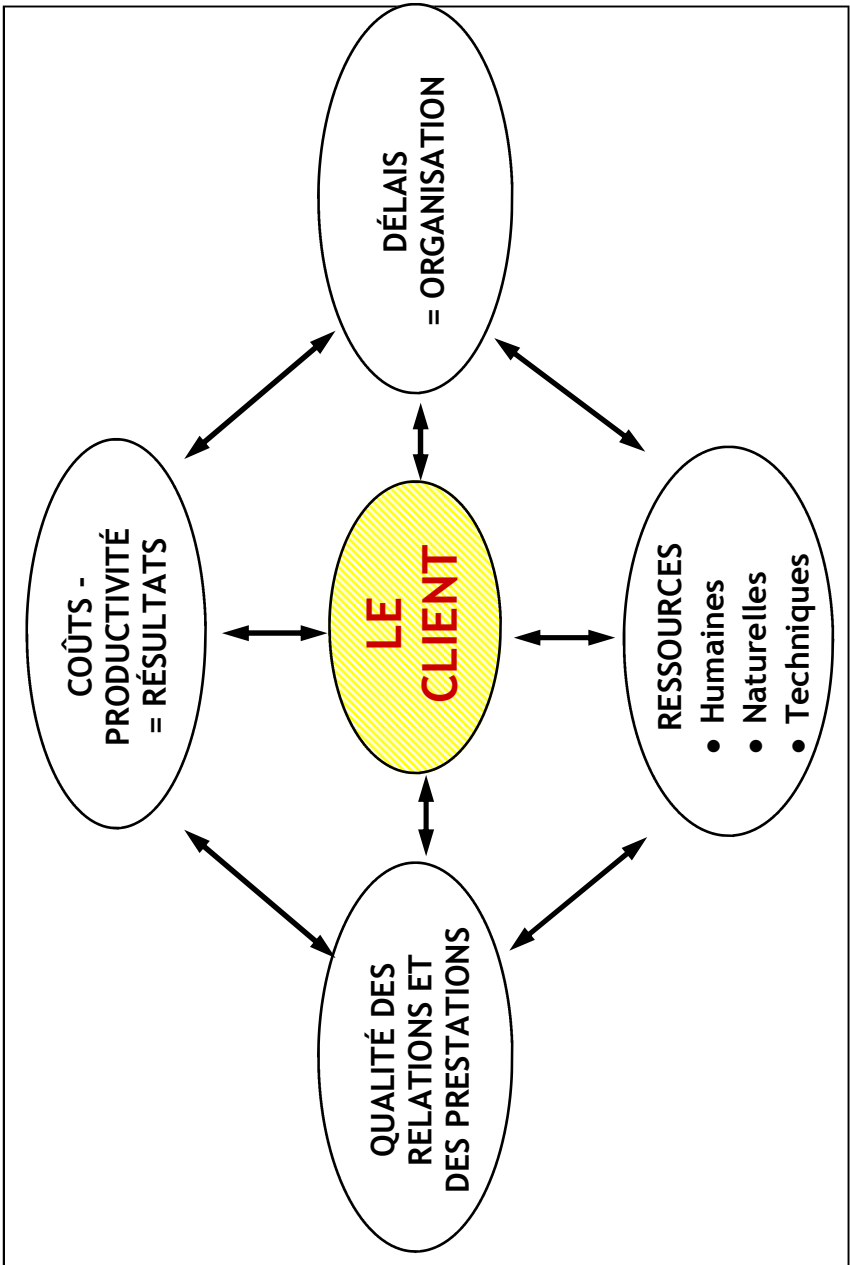 COÛTS -
PRODUCTIVITÉ
= RÉSULTATS
QUALITÉ DES
RELATIONS ET
DES PRESTATIONS
LE
CLIENT
DÉLAIS
= ORGANISATION
RESSOURCES
• Humaines
• Naturelles
• Techniques